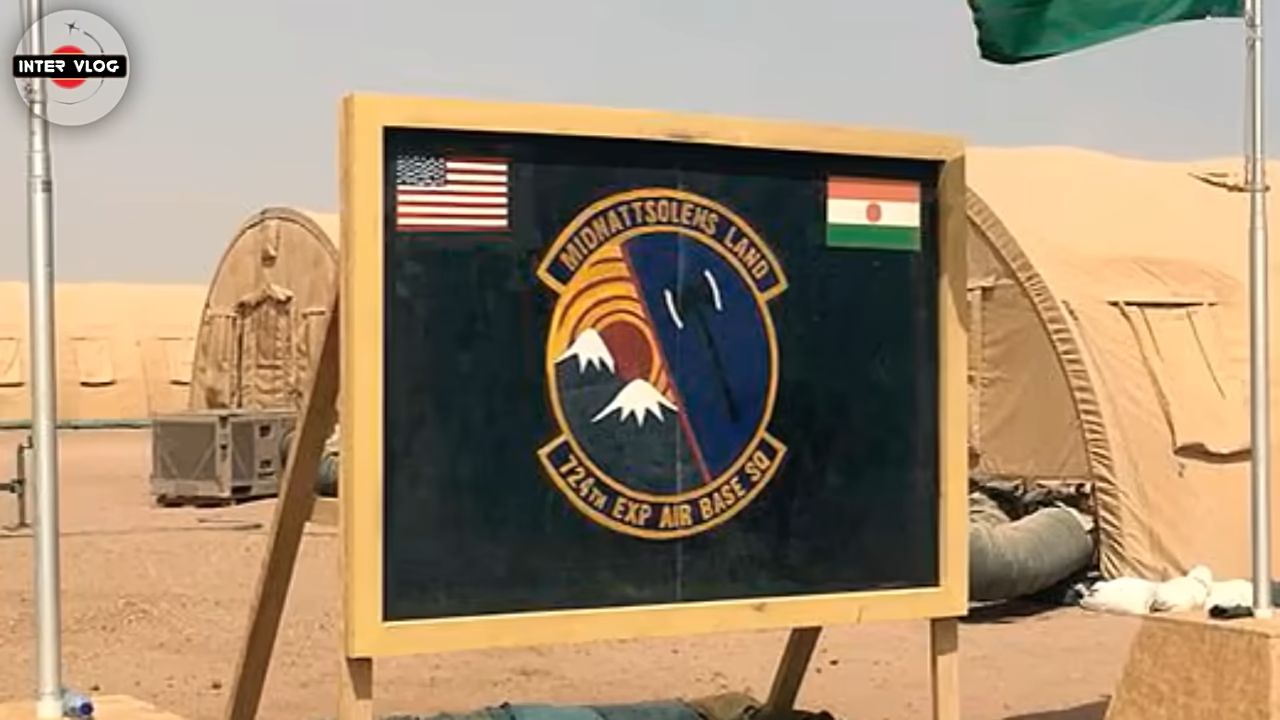 INTER VLOG
MIDNATTSOLENS LAND
724TH EXP AIR BASE SQ